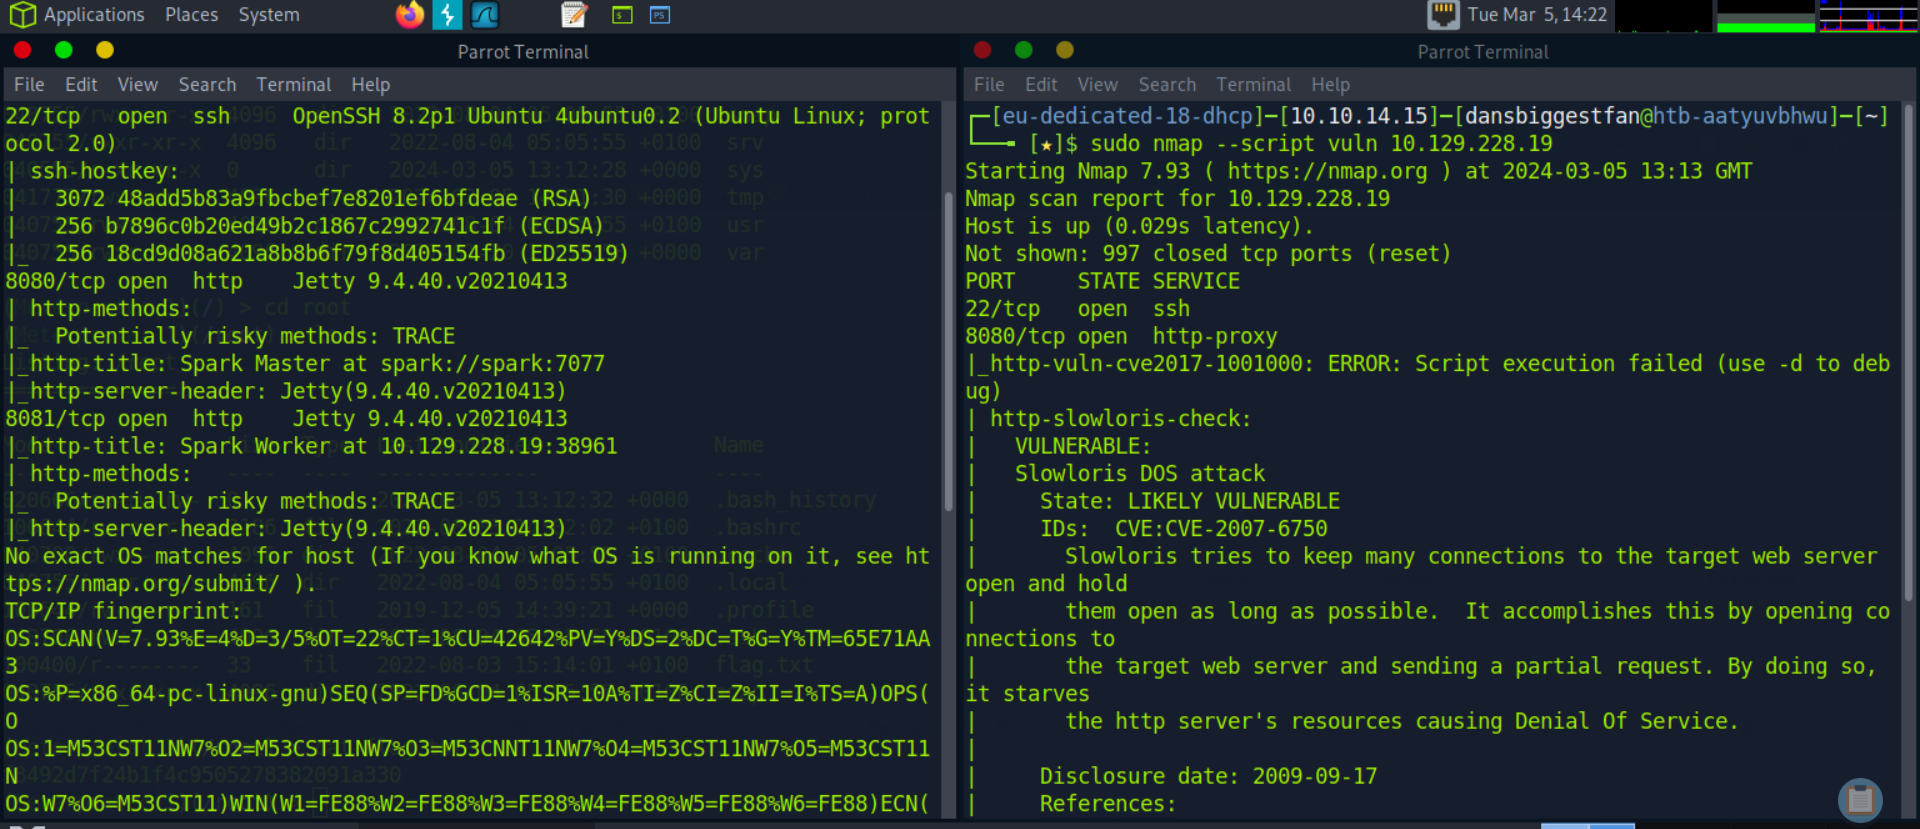 Applications Places System
Tue Mar 5, 14:22
Parrot Terminal
File Edit View Search Terminal Help
22/tcp open ssh OpenSSH 8.2p1 Ubuntu 4ubuntu0.2 (Ubuntu Linux; prot
ocol 2.0)
| ssh-hostkey:
| 3072 48add5b83a9fbcbef7e8201ef6bfdeae (RSA)
| 256 b7896c0b20ed49b2c1867c2992741c1f (ECDSA)
|_ 256 18cd9d08a621a8b8b6f79f8d405154fb (ED25519)
8080/tcp open http Jetty 9.4.40.v20210413
| http-methods:
|_ Potentially risky methods: TRACE
|_http-title: Spark Master at spark://spark:7077
|_http-server-header: Jetty(9.4.40.v20210413)
8081/tcp open http Jetty 9.4.40.v20210413
|_http-title: Spark Worker at 10.129.228.19:38961
| http-methods:
|_ Potentially risky methods: TRACE
|_http-server-header: Jetty(9.4.40.v20210413)
No exact OS matches for host (If you know what OS is running on it, see ht
tps://nmap.org/submit/ ).
TCP/IP fingerprint:
OS:SCAN(V=7.93%E=4%D=3/5%OT=22%CT=1%CU=42642%PV=Y%DS=2%DC=T%G=Y%TM=65E71AA
3
OS:%P=x86_64-pc-linux-gnu)SEQ(SP=FD%GCD=1%ISR=10A%TI=Z%CI=Z%II=I%TS=A)OPS(
O
OS:1=M53CST11NW7%O2=M53CST11NW7%O3=M53CNNT11NW7%O4=M53CST11NW7%O5=M53CST11
N
OS:W7%O6=M53CST11)WIN(W1=FE88%W2=FE88%W3=FE88%W4=FE88%W5=FE88%W6=FE88)ECN(
Parrot Terminal
File Edit View Search Terminal Help
┌─[eu-dedicated-18-dhcp]─[10.10.14.15]─[dansbiggestfan@htb-aatyuvbhwu]─[~]
└──╼ [★]$ sudo nmap --script vuln 10.129.228.19
Starting Nmap 7.93 ( https://nmap.org ) at 2024-03-05 13:13 GMT
Nmap scan report for 10.129.228.19
Host is up (0.029s latency).
Not shown: 997 closed tcp ports (reset)
PORT STATE SERVICE
22/tcp open ssh
8080/tcp open http-proxy
|_http-vuln-cve2017-1001000: ERROR: Script execution failed (use -d to deb
ug)
| http-slowloris-check:
| VULNERABLE:
| Slowloris DOS attack
| State: LIKELY VULNERABLE
| IDs: CVE:CVE-2007-6750
| Slowloris tries to keep many connections to the target web server
open and hold
| them open as long as possible. It accomplishes this by opening co
nnections to
| the target web server and sending a partial request. By doing so,
it starves
| the http server's resources causing Denial Of Service.
|
| Disclosure date: 2009-09-17
| References: